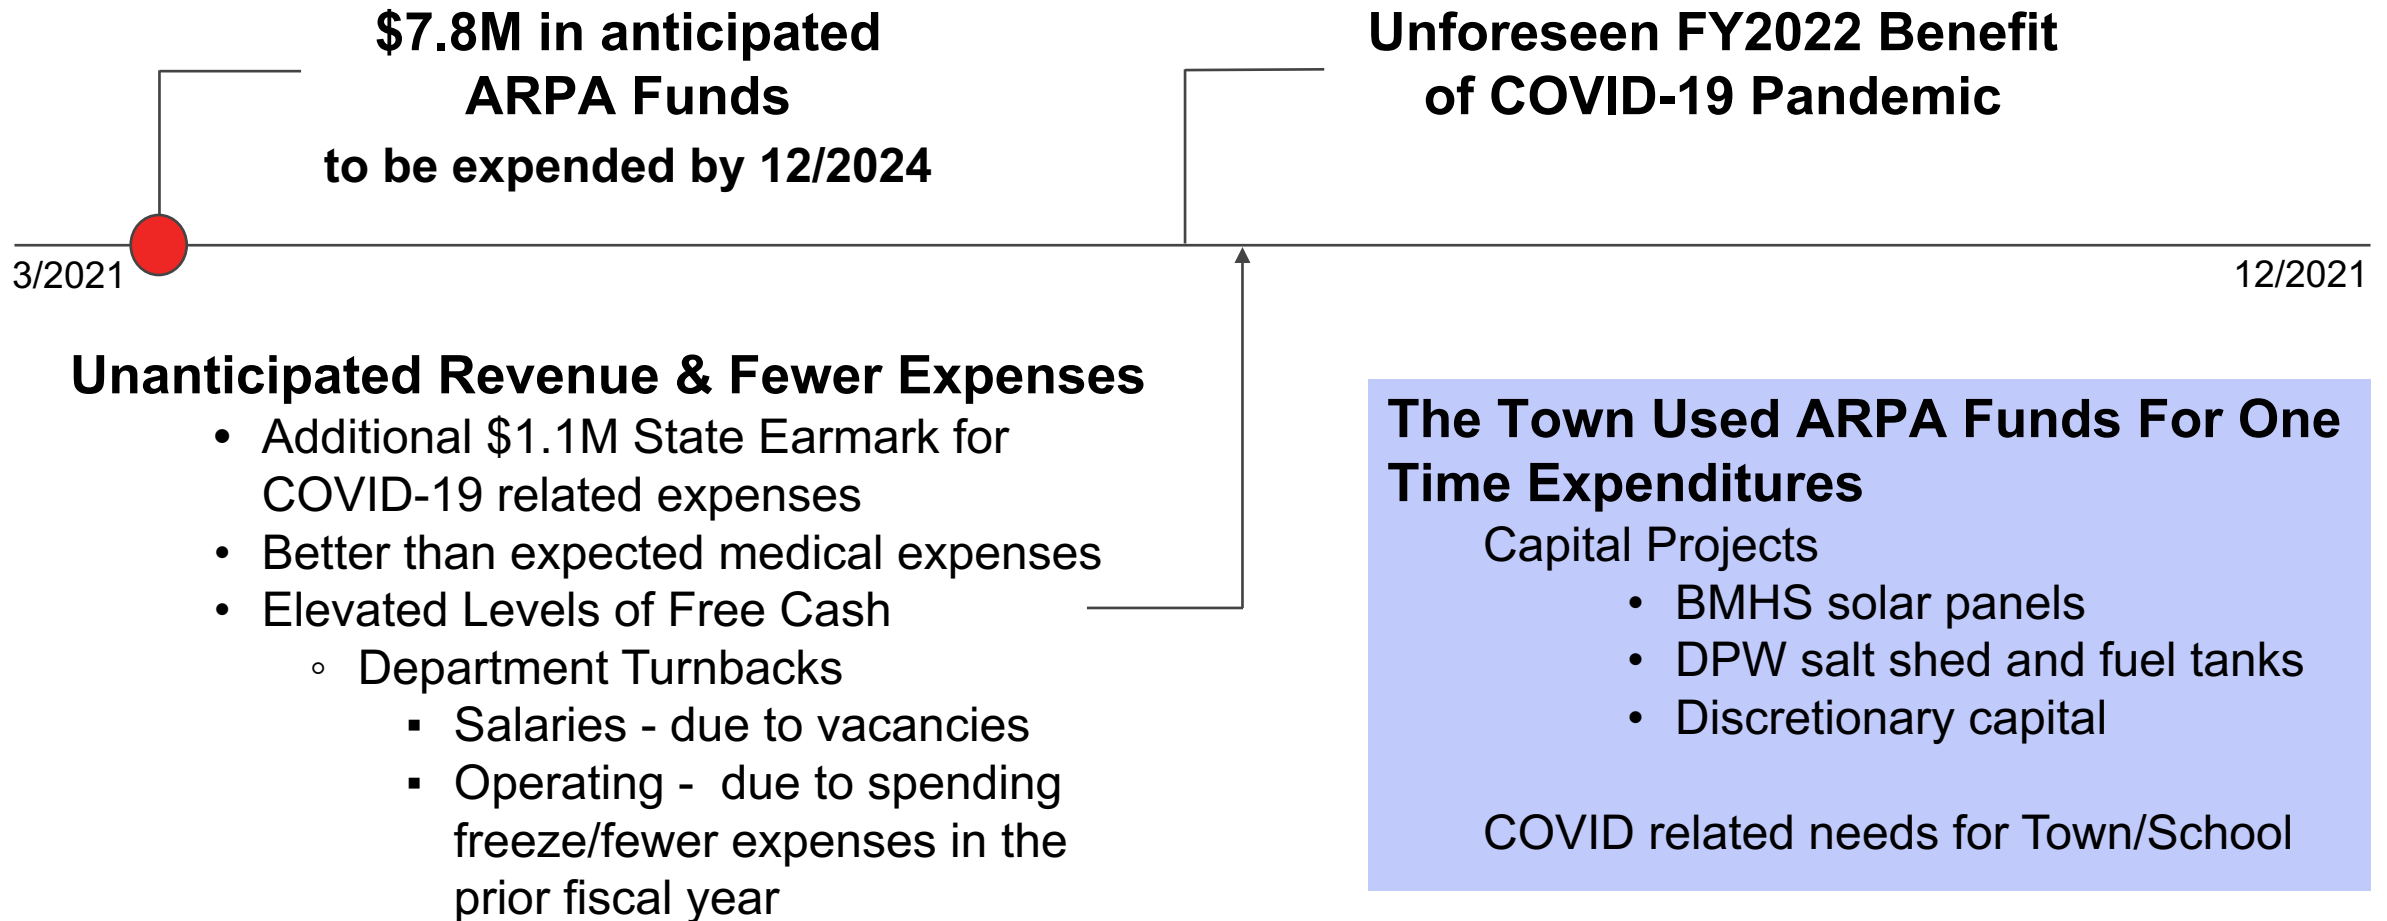 $7.8M in anticipated
ARPA Funds
to be expended by 12/2024
Unforeseen FY2022 Benefit
of COVID-19 Pandemic
3/2021
12/2021
Unanticipated Revenue & Fewer Expenses
• Additional $1.1M State Earmark for
COVID-19 related expenses
• Better than expected medical expenses
• Elevated Levels of Free Cash
◦ Department Turnbacks
▪ Salaries - due to vacancies
▪ Operating -  due to spending
freeze/fewer expenses in the
prior fiscal year
The Town Used ARPA Funds For One
Time Expenditures
Capital Projects
• BMHS solar panels
• DPW salt shed and fuel tanks
• Discretionary capital
COVID related needs for Town/School